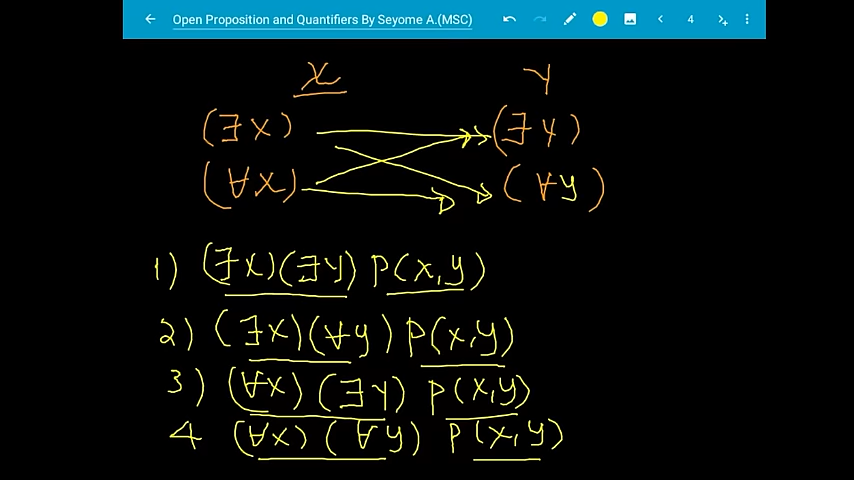 Open Proposition and Quantifiers By Seyome A.(MSC)
4
x y
(∃x) (∃y)
(∀x) (∀y)
1) (∃x)(∃y) P(x,y)
2) (∃x)(∀y) P(x,y)
3) (∀x) (∃y) P(x,y)
4 (∀x) (∀y) P(x,y)